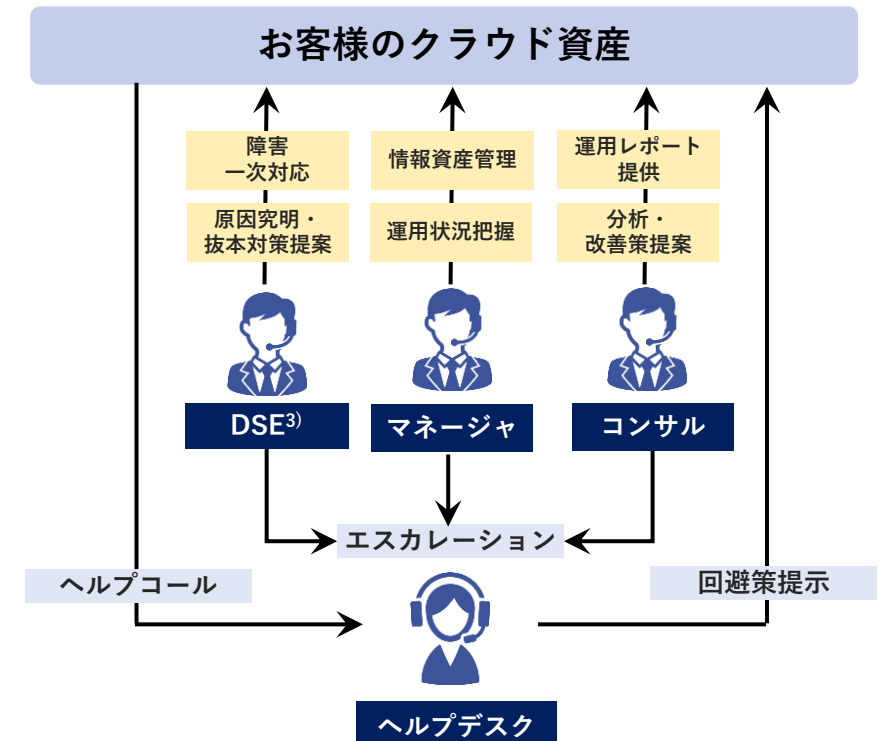 お客様のクラウド資産
障害
一次対応
情報資産管理
運用レポート
提供
原因究明・
抜本対策提案
運用状況把握
分析・
改善策提案
DSE3)
マネージャ
コンサル
エスカレーション
ヘルプコール
回避策提示
ヘルプデスク